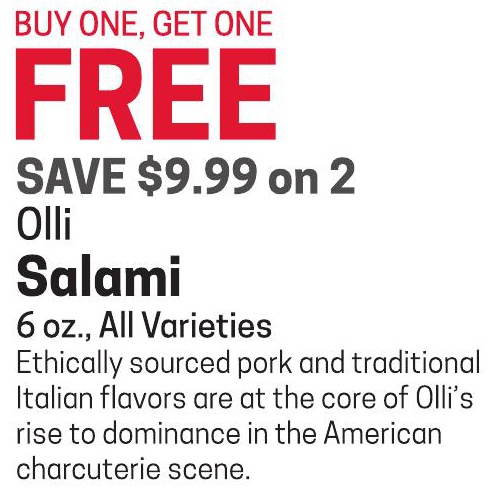 BUY ONE, GET ONE
FREE
SAVE $9.99 on 2
Olli
Salami
6 oz., All Varieties
Ethically sourced pork and traditional
Italian flavors are at the core of Olli's
rise to dominance in the American
charcuterie scene.